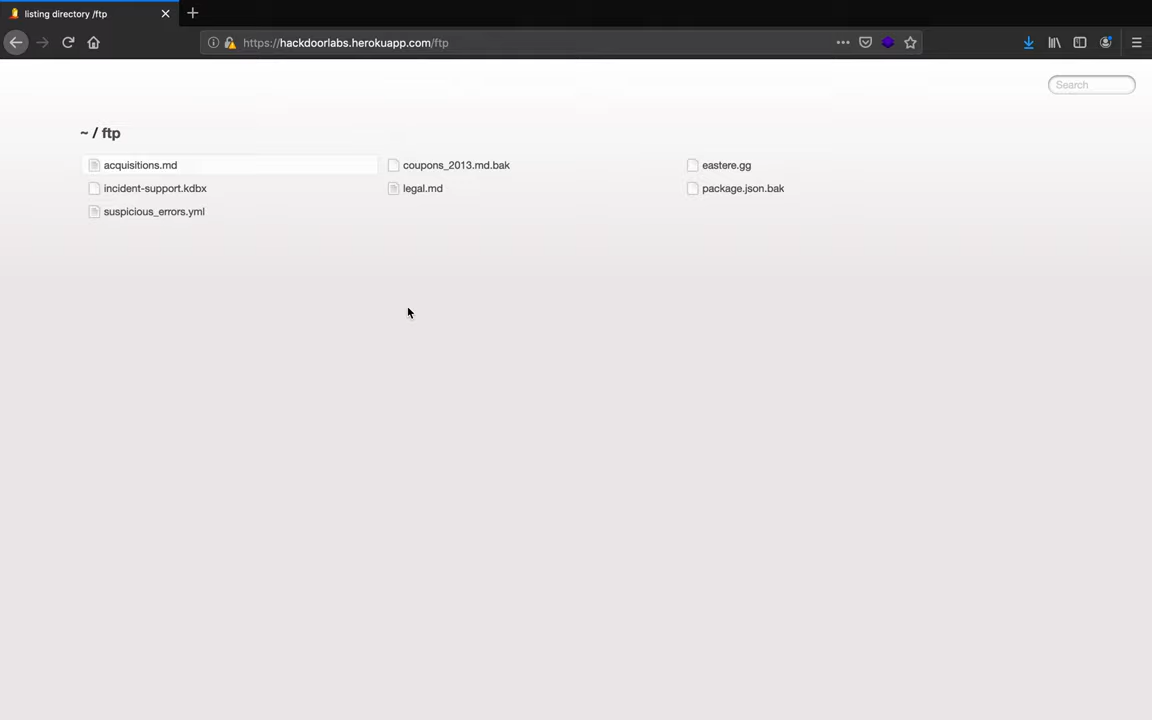 listing directory /ftp
https://hackdoorlabs.herokuapp.com/ftp
Search
~ / ftp
acquisitions.md coupons_2013.md.bak eastere.gg
incident-support.kdbx legal.md package.json.bak
suspicious_errors.yml